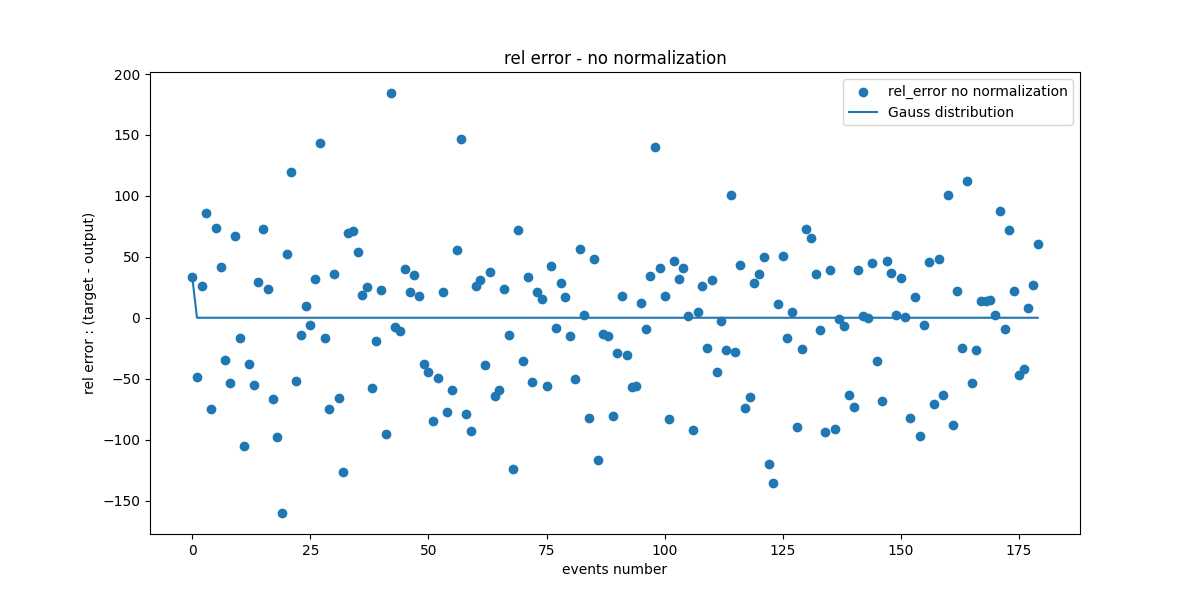 rel error - no normalization
rel_error no normalization
Gauss distribution
rel error : (tarrget - output)
200
150
100
50
0
−50
−100
−150
0 25 50 75 100 125 150 175
events number